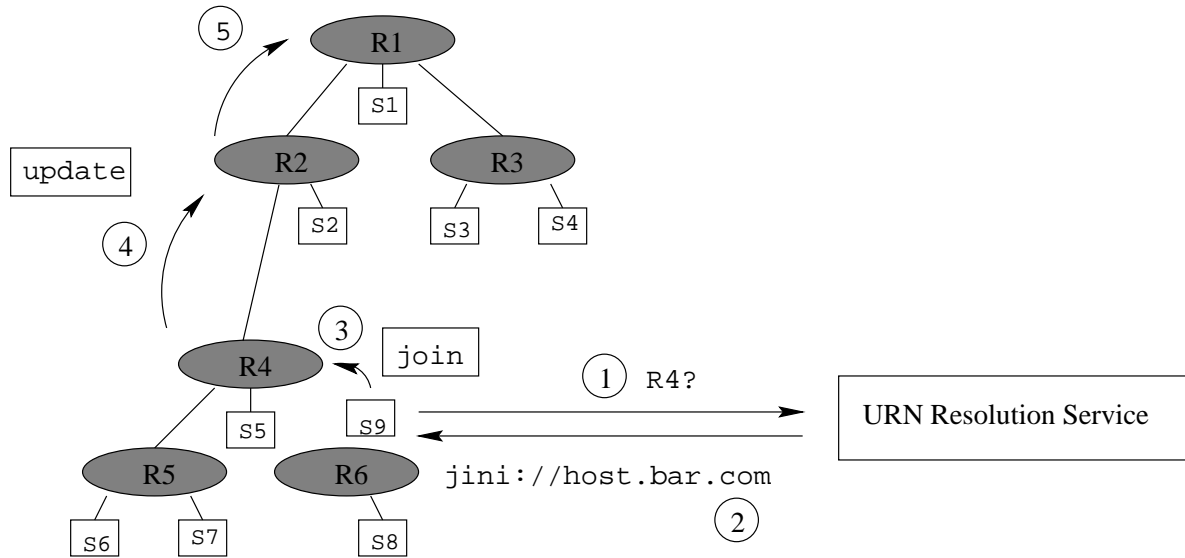 5
R1
S1
R2
R3
update
S2
S3
S4
4
3
join
R4
1 R4?
URN Resolution Service
S5
S9
R5
R6
jini://host.bar.com
2
S6
S7
S8